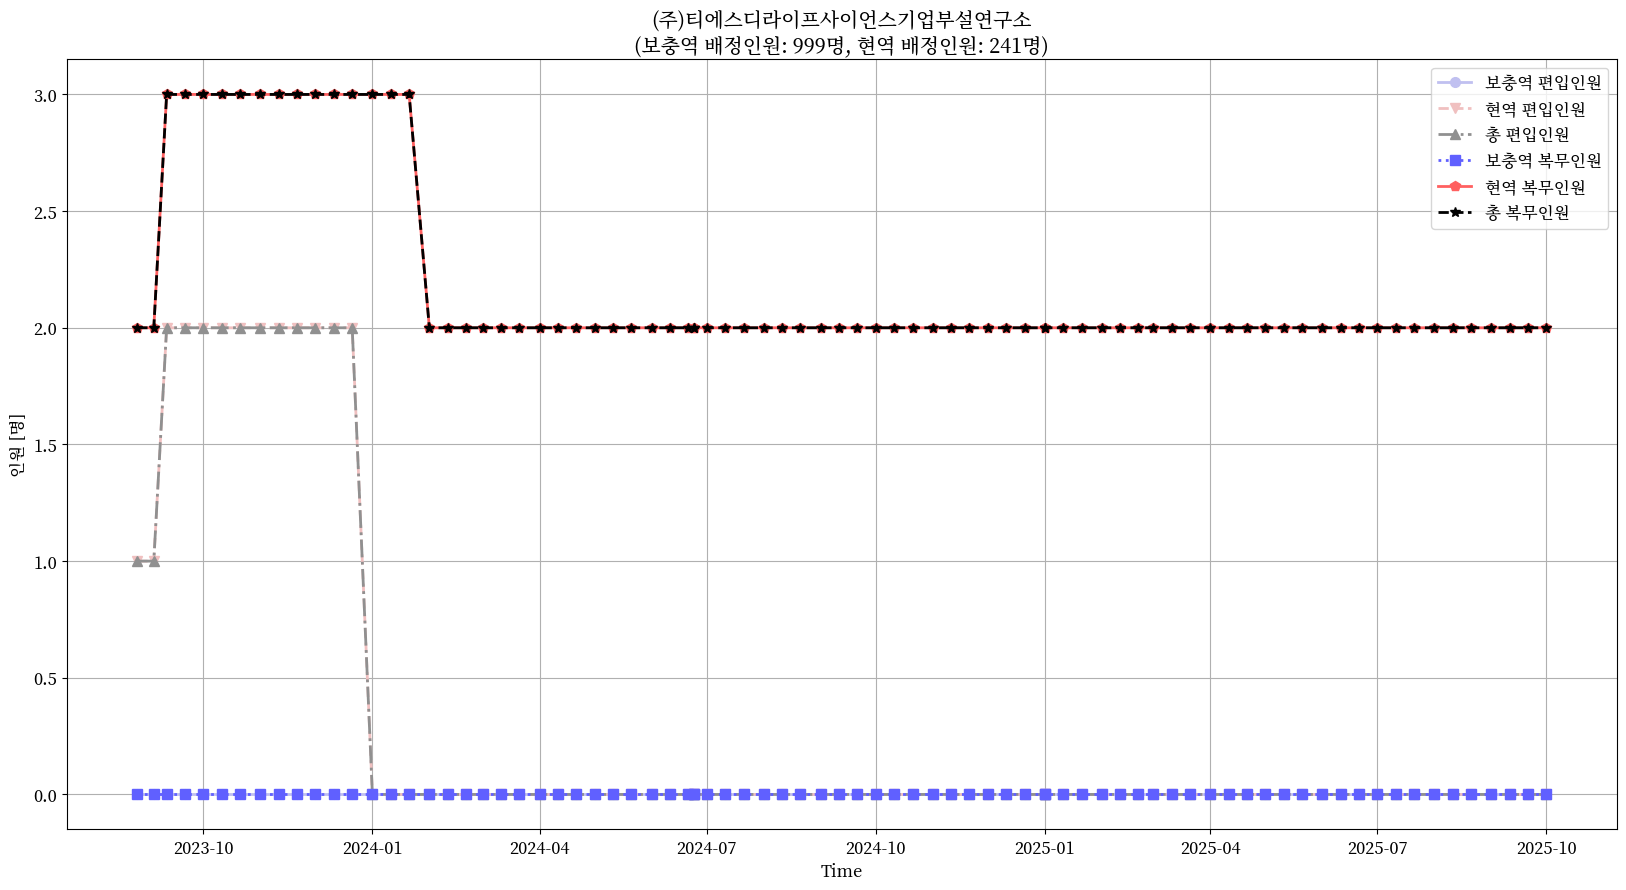 (주)티에스디라이프사이언스기업부설연구소
(보충역 배정인원: 999명, 현역 배정인원: 241명)
보충역 편입인원
현역 편입인원
총 편입인원
보충역 복무인원
현역 복무인원
총 복무인원
인원 [명]
3.0
2.5
2.0
1.5
1.0
0.5
0.0
2023-10
2024-01
2024-04
2024-07
2024-10
2025-01
2025-04
2025-07
2025-10
Time